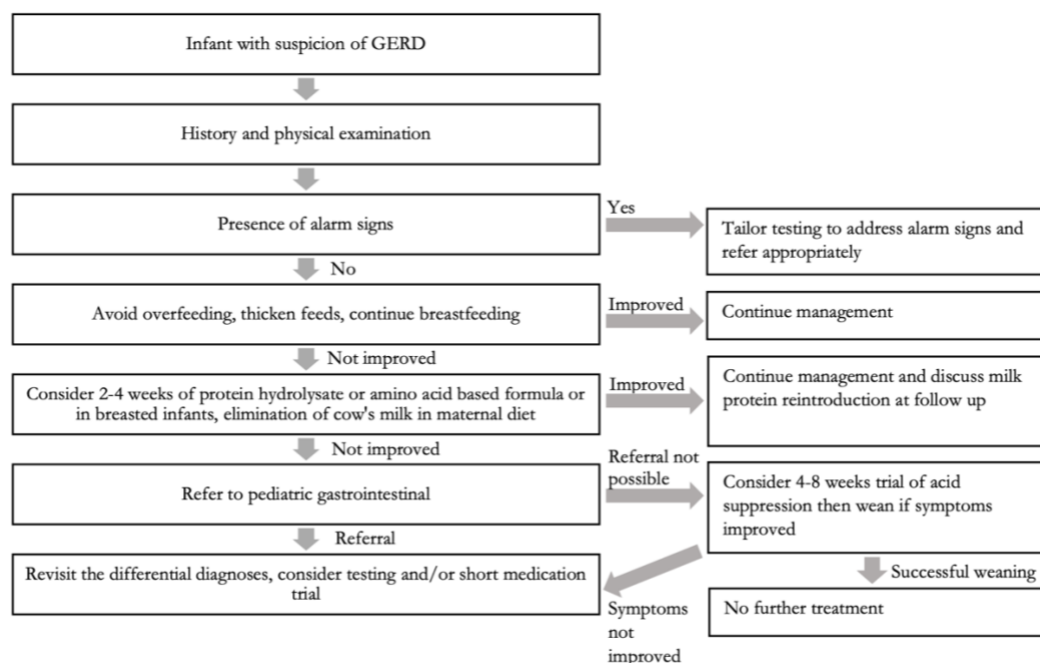 Infant with suspicion of GERD
History and physical examination
Presence of alarm signs
Yes
Tailor testing to address alarm signs and
refer appropriately
No
Avoid overfeeding, thicken feeds, continue breastfeeding
Improved
Continue management
Not improved
Consider 2-4 weeks of protein hydrolysate or amino acid based formula or
in breasted infants, elimination of cow's milk in maternal diet
Improved
Continue management and discuss milk
protein reintroduction at follow up
Not improved
Refer to pediatric gastrointestinal
Referral not
possible
Consider 4-8 weeks trial of acid
suppression then wean if symptoms
improved
Referral
Revisit the differential diagnoses, consider testing and/or short medication
trial
Symptoms
not
improved
Successful weaning
No further treatment